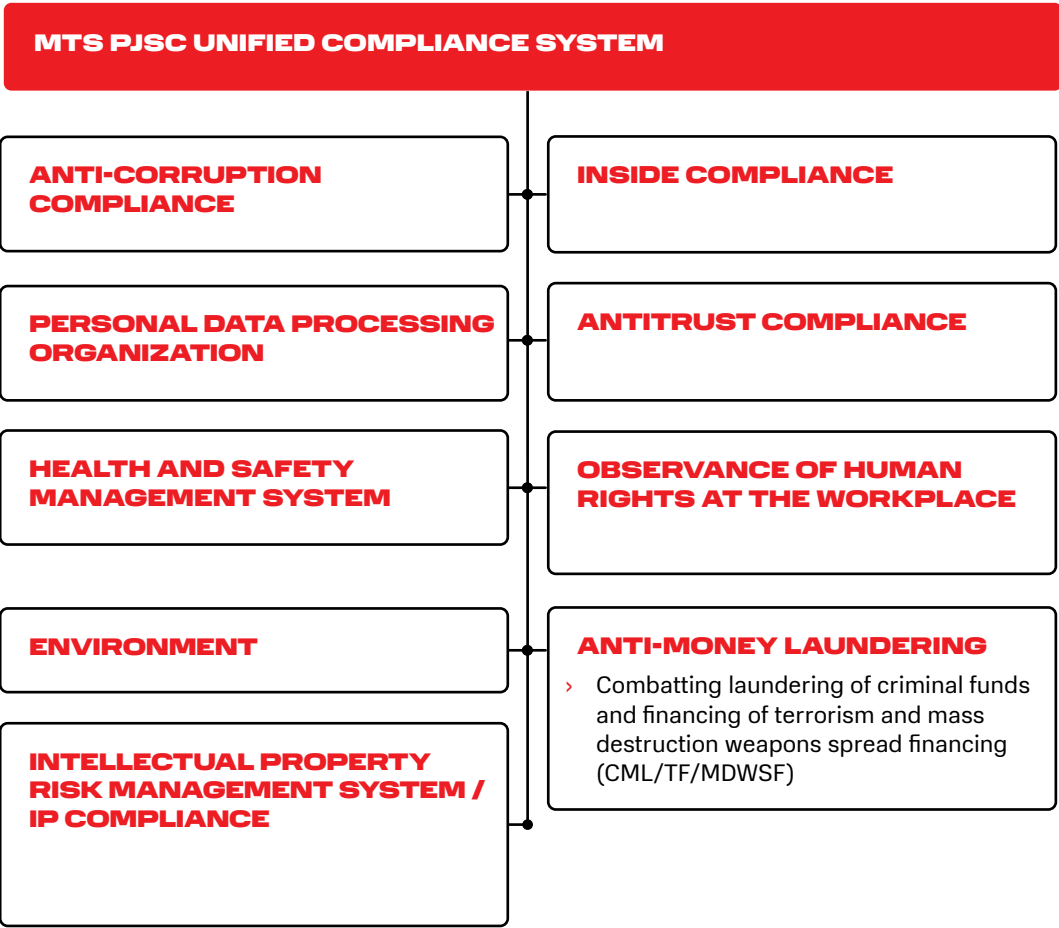 MTS PJSC UNIFIED COMPLIANCE SYSTEM
ANTI-CORRUPTION
COMPLIANCE
INSIDE COMPLIANCE
PERSONAL DATA PROCESSING
ORGANIZATION
ANTITRUST COMPLIANCE
HEALTH AND SAFETY
MANAGEMENT SYSTEM
OBSERVANCE OF HUMAN
RIGHTS AT THE WORKPLACE
ENVIRONMENT
ANTI-MONEY LAUNDERING
› Combatting laundering of criminal funds
and financing of terrorism and mass
destruction weapons spread financing
(CML/TF/MDWSF)
INTELLECTUAL PROPERTY
RISK MANAGEMENT SYSTEM /
IP COMPLIANCE